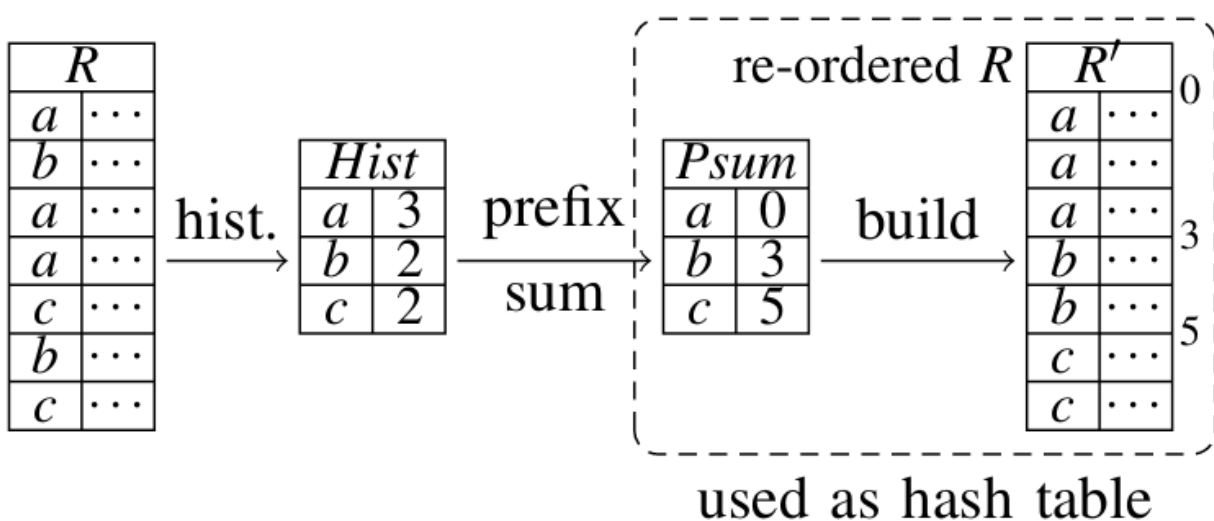 R
a ···
b ···
a ···
a ···
c ···
b ···
c ···
hist.
Hist
a 3
b 2
c 2
prefix
sum
Psum
a 0
b 3
c 5
build
re-ordered R
R′
a ···
a ···
a ···
b ···
b ···
c ···
c ···
0
3
5
used as hash table